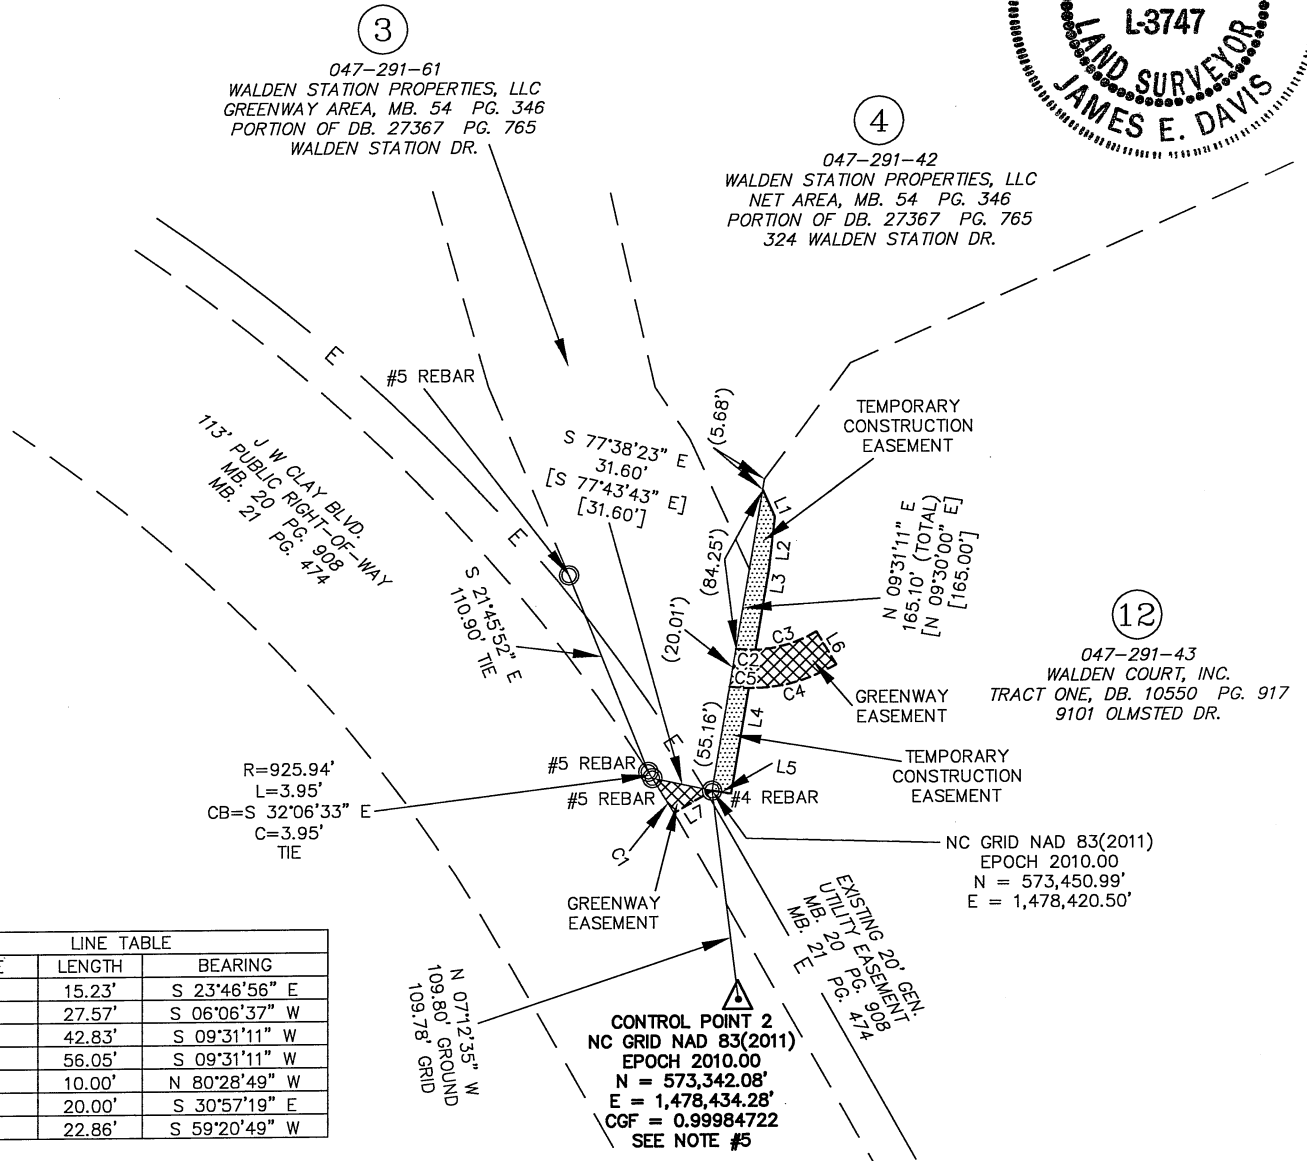 L-3747
LAND SURVEYOR
JAMES E. DAVIS
3
047-291-61
WALDEN STATION PROPERTIES, LLC
GREENWAY AREA, MB. 54 PG. 346
PORTION OF DB. 27367 PG. 765
WALDEN STATION DR.
4
047-291-42
WALDEN STATION PROPERTIES, LLC
NET AREA, MB. 54 PG. 346
PORTION OF DB. 27367 PG. 765
324 WALDEN STATION DR.
E
#5 REBAR
J W CLAY BLVD.
113' PUBLIC RIGHT-OF-WAY
MB. 20 PG. 908
MB. 21 PG. 474
S 77°38'23" E
31.60'
[S 77°43'43" E]
[31.60']
E
(5.68')
TEMPORARY
CONSTRUCTION
EASEMENT
L1
L2
L3
(84.25')
N 09°31'11" E
165.10' (TOTAL)
[N 09°30'00" E]
[165.00']
S 21°45'52" E
110.90' TIE
(20.01')
C3
L6
C2
C5
C4
GREENWAY
EASEMENT
12
047-291-43
WALDEN COURT, INC.
TRACT ONE, DB. 10550 PG. 917
9101 OLMSTED DR.
(55.16')
L4
E
TEMPORARY
CONSTRUCTION
EASEMENT
#5 REBAR
#5 REBAR
L5
#4 REBAR
L7
C1
R=925.94'
L=3.95'
CB=S 32°06'33" E
C=3.95'
TIE
GREENWAY
EASEMENT
NC GRID NAD 83(2011)
EPOCH 2010.00
N = 573,450.99'
E = 1,478,420.50'
EXISTING 20' GEN.
UTILITY EASEMENT
MB. 20 PG. 908
MB. 21 PG. 474
E
N 07°12'35" W
109.80' GROUND
109.78' GRID
CONTROL POINT 2
NC GRID NAD 83(2011)
EPOCH 2010.00
N = 573,342.08'
E = 1,478,434.28'
CGF = 0.99984722
SEE NOTE #5
LINE TABLE
E LENGTH BEARING
15.23' S 23°46'56" E
27.57' S 06°06'37" W
42.83' S 09°31'11" W
56.05' S 09°31'11" W
10.00' N 80°28'49" W
20.00' S 30°57'19" E
22.86' S 59°20'49" W